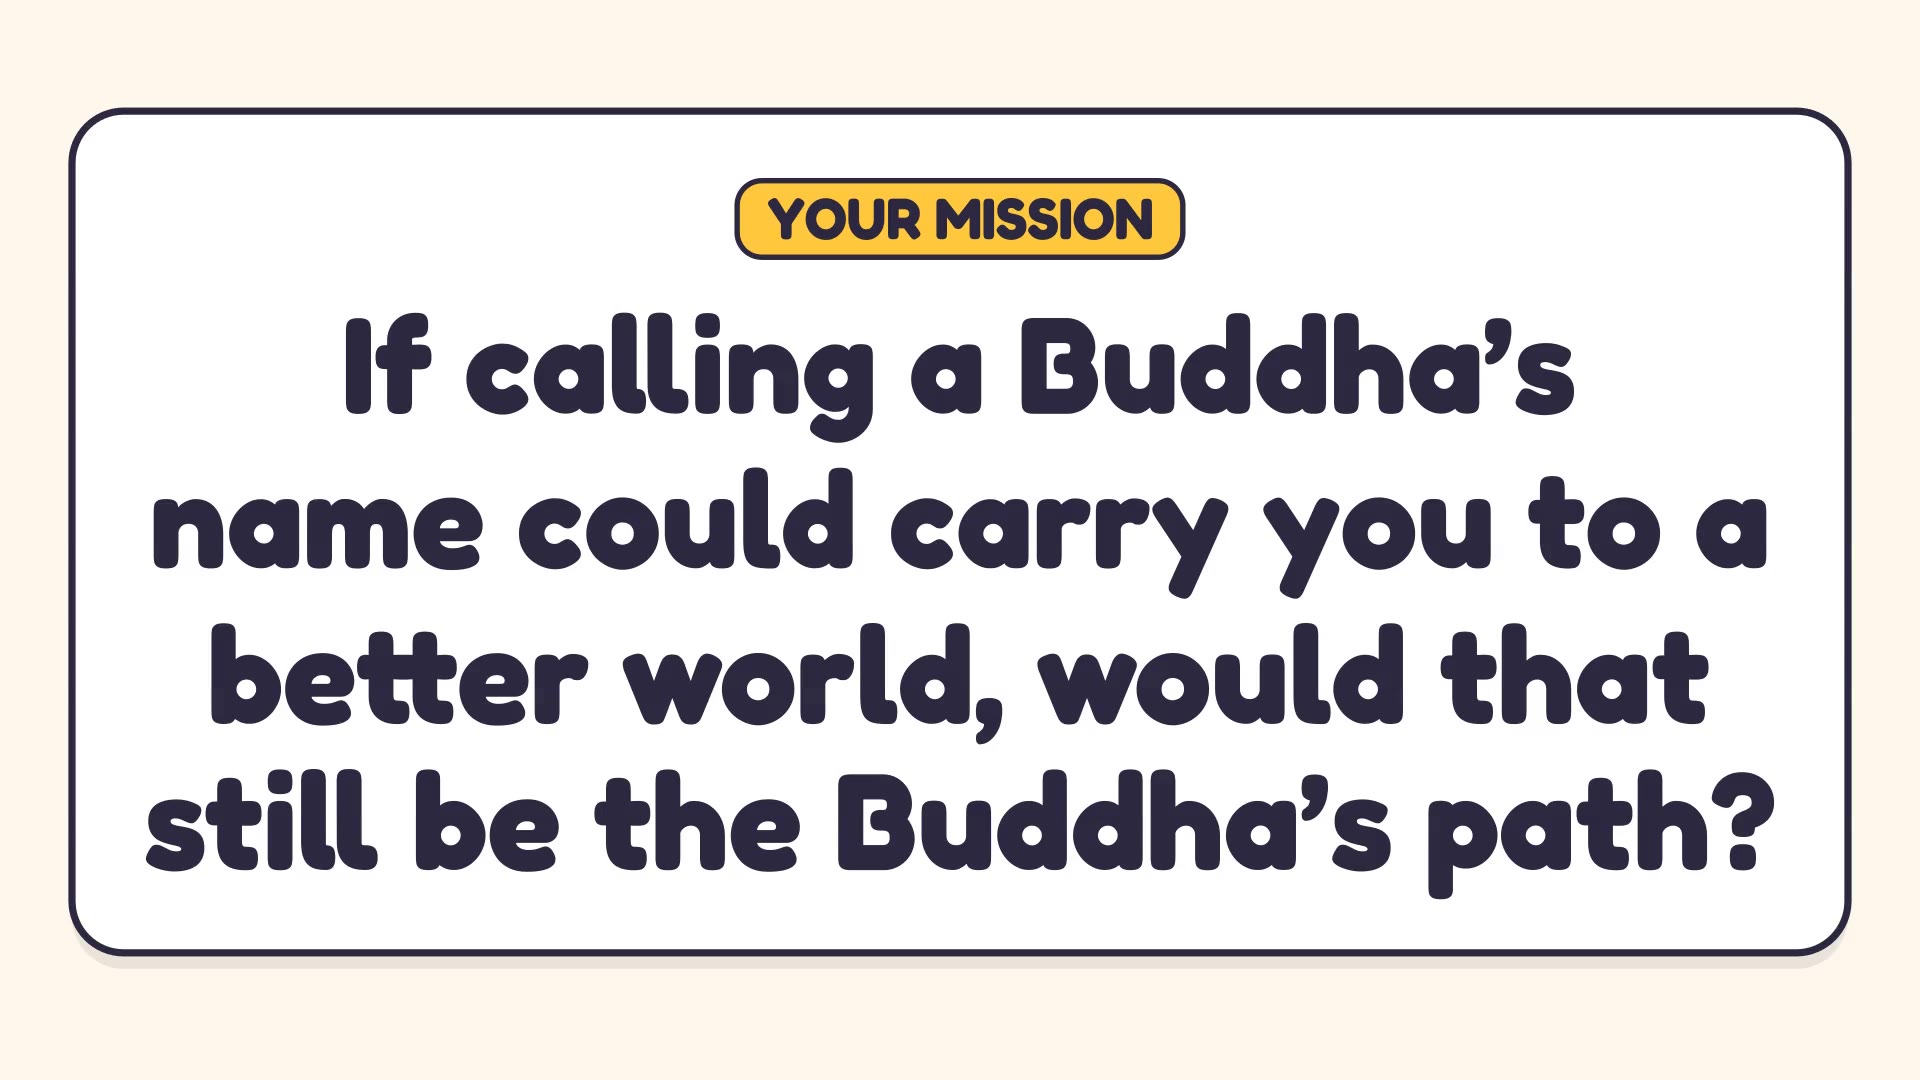 YOUR MISSION
If calling a Buddha’s
name could carry you to a
better world, would that
still be the Buddha’s path?